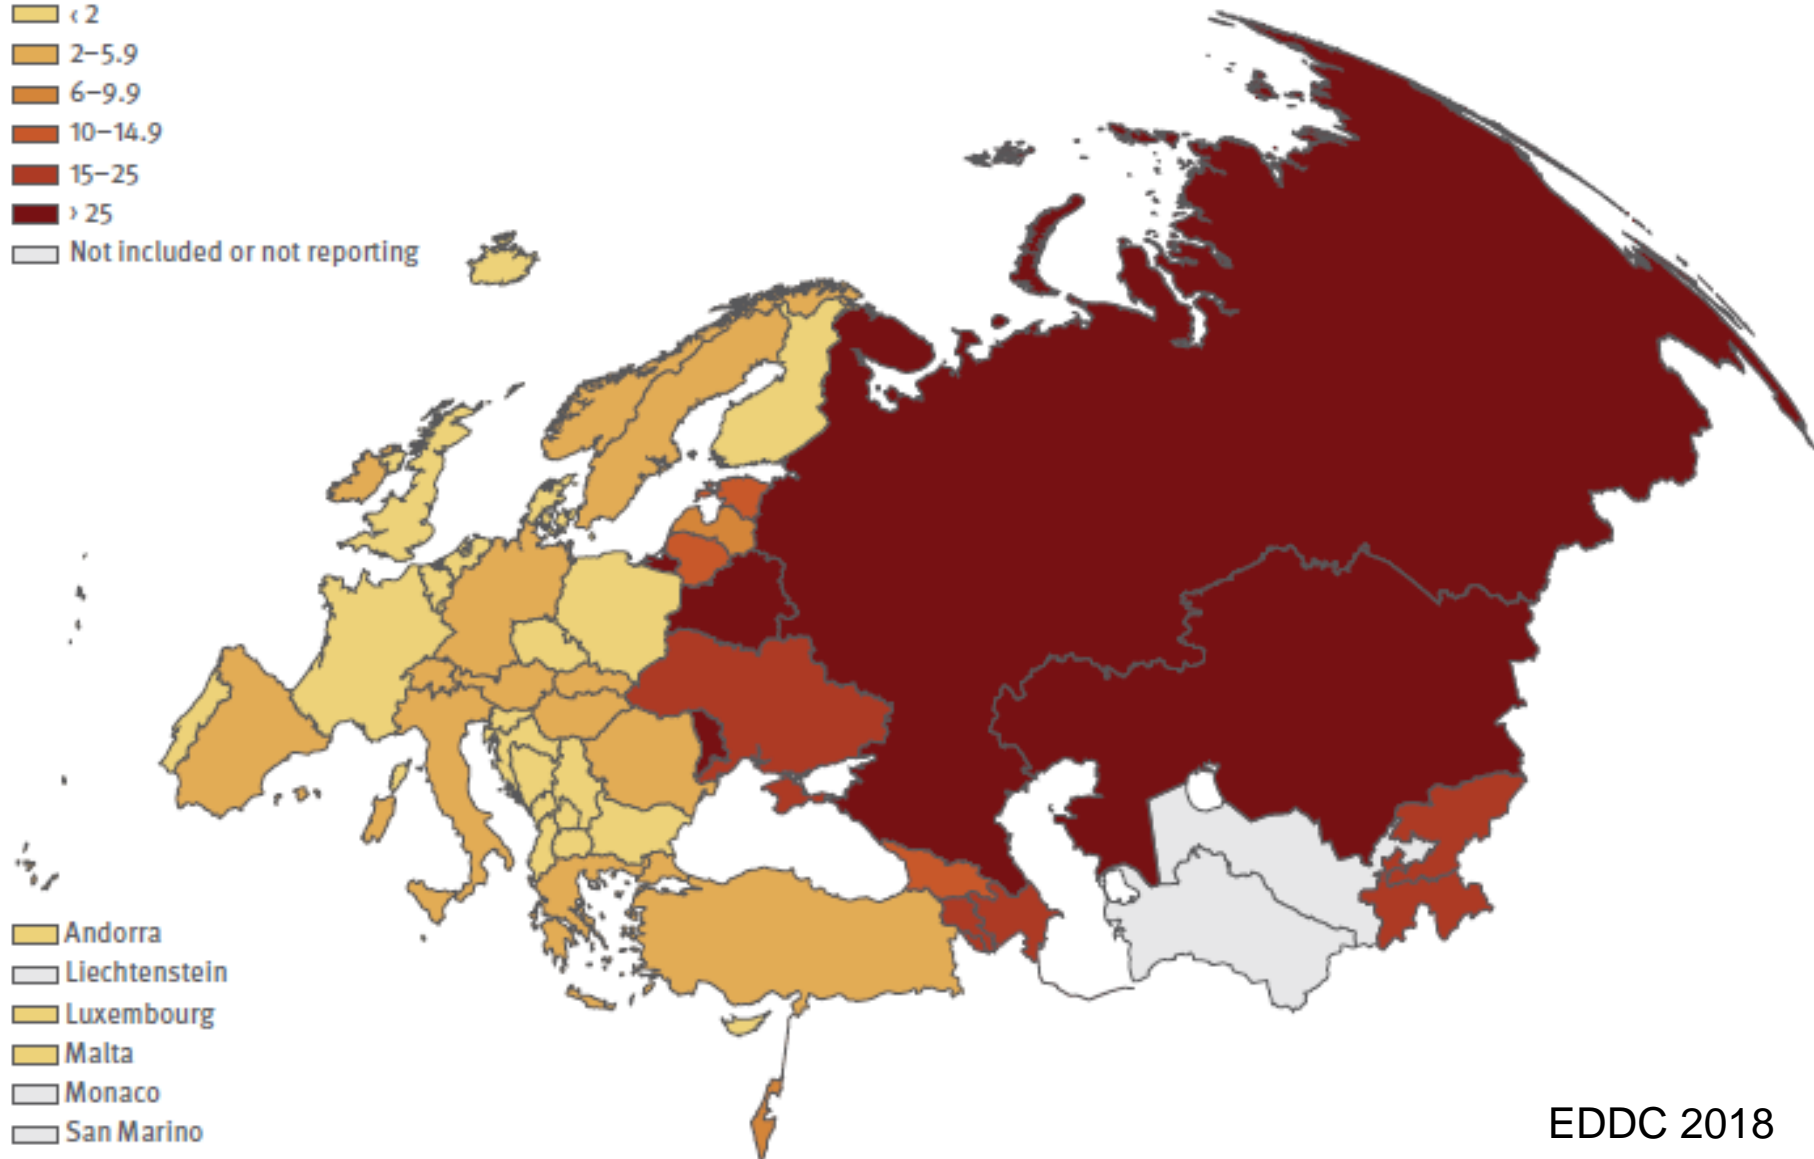 ‹ 2
2–5.9
6–9.9
10–14.9
15–25
› 25
Not included or not reporting
Andorra
Liechtenstein
Luxembourg
Malta
Monaco
San Marino
EDDC 2018